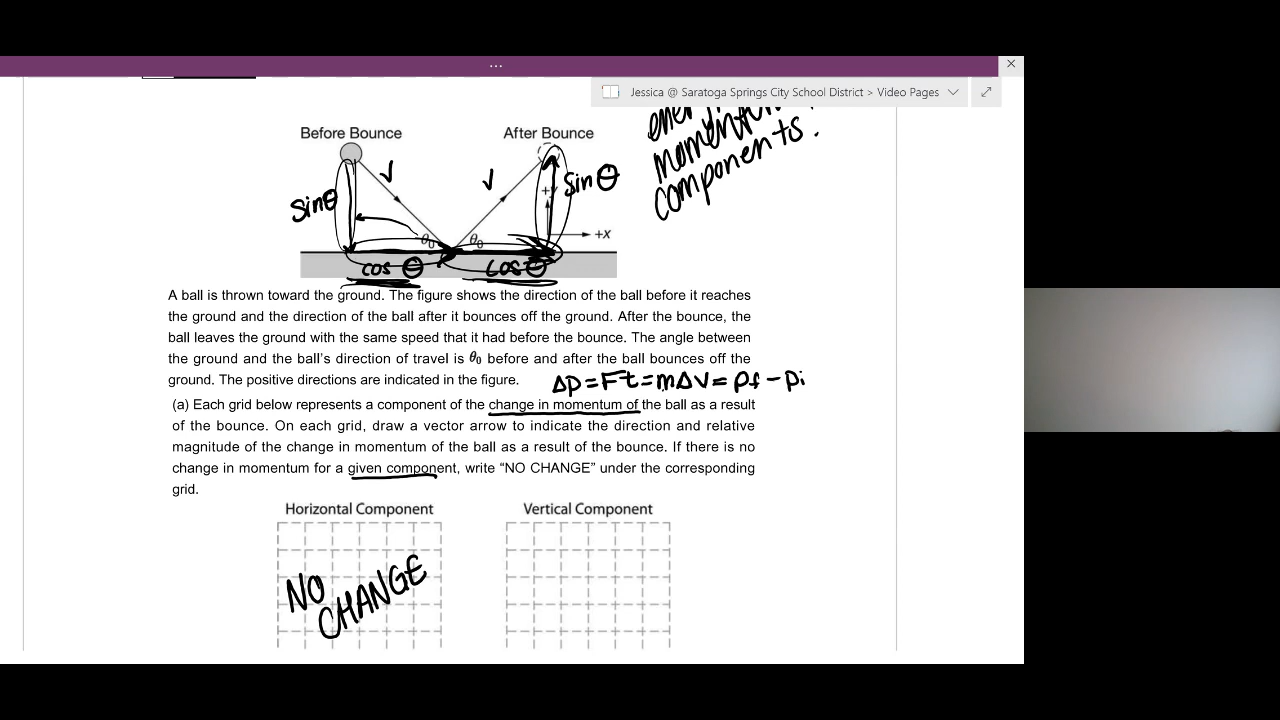 ...
Jessica @ Saratoga Springs City School District > Video Pages
momentum
components.
Before Bounce
After Bounce
V
V
sinθ
sinθ
+y
+x
θ0
θ0
cos θ
cosθ
A ball is thrown toward the ground. The figure shows the direction of the ball before it reaches
the ground and the direction of the ball after it bounces off the ground. After the bounce, the
ball leaves the ground with the same speed that it had before the bounce. The angle between
the ground and the ball's direction of travel is θ0 before and after the ball bounces off the
ground. The positive directions are indicated in the figure.
Δp=Ft=mΔV=pf-pi
(a) Each grid below represents a component of the change in momentum of the ball as a result
of the bounce. On each grid, draw a vector arrow to indicate the direction and relative
magnitude of the change in momentum of the ball as a result of the bounce. If there is no
change in momentum for a given component, write “NO CHANGE” under the corresponding
grid.
Horizontal Component
Vertical Component
NO
CHANGE